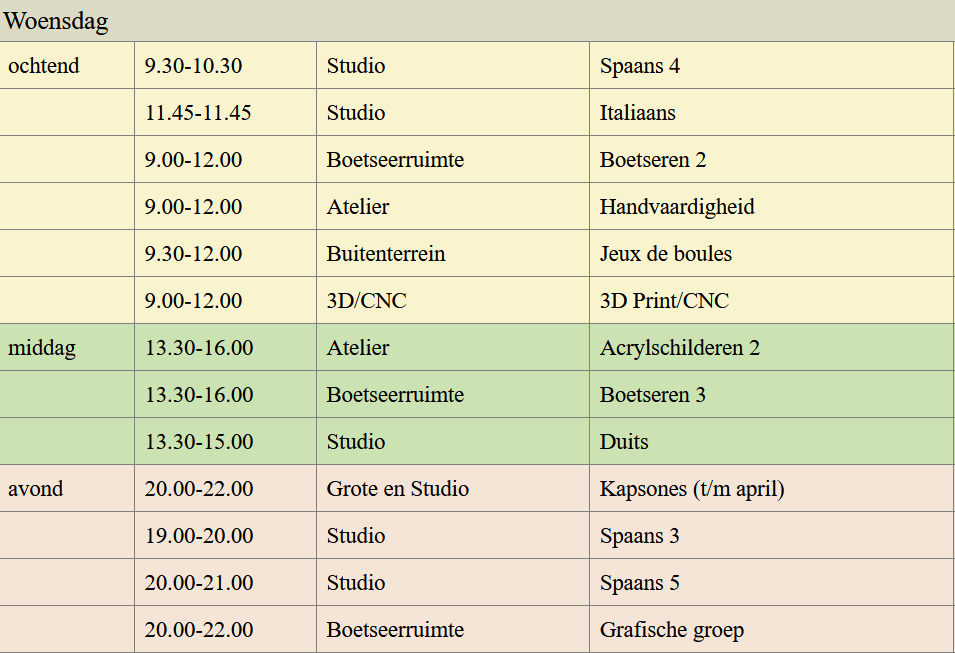 Woensdag
ochtend 9.30-10.30 Studio Spaans 4
11.45-11.45 Studio Italiaans
9.00-12.00 Boetseerruimte Boetseren 2
9.00-12.00 Atelier Handvaardigheid
9.30-12.00 Buitenterrein Jeux de boules
9.00-12.00 3D/CNC 3D Print/CNC
middag 13.30-16.00 Atelier Acrylschilderen 2
13.30-16.00 Boetseerruimte Boetseren 3
13.30-15.00 Studio Duits
avond 20.00-22.00 Grote en Studio Kapsones (t/m april)
19.00-20.00 Studio Spaans 3
20.00-21.00 Studio Spaans 5
20.00-22.00 Boetseerruimte Grafische groep